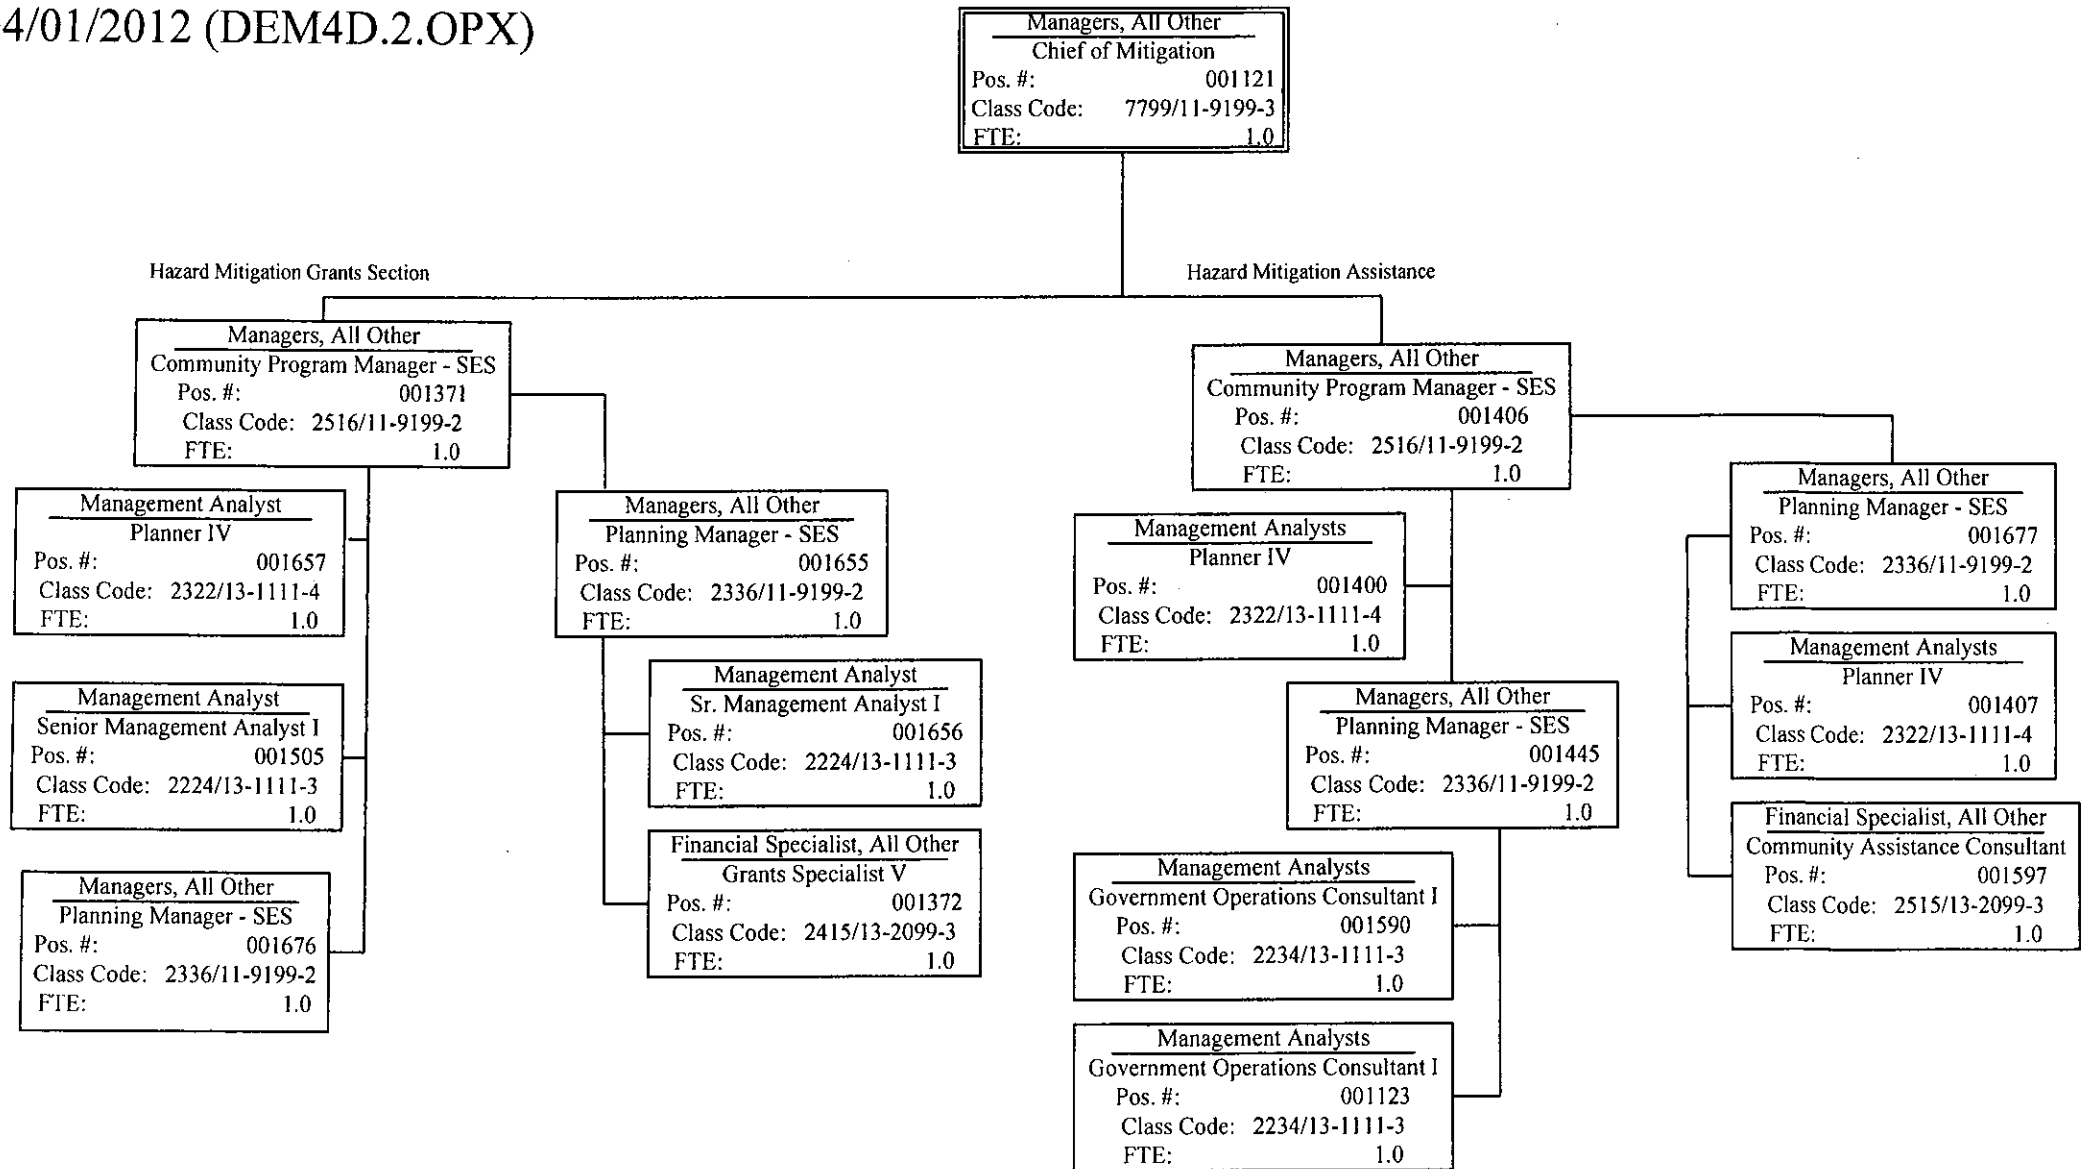 4/01/2012 (DEM4D.2.OPX)
Managers, All Other
Chief of Mitigation
Pos. #: 001121
Class Code: 7799/11-9199-3
FTE: 1.0
Hazard Mitigation Grants Section
Managers, All Other
Community Program Manager - SES
Pos. #: 001371
Class Code: 2516/11-9199-2
FTE: 1.0
Management Analyst
Planner IV
Pos. #: 001657
Class Code: 2322/13-1111-4
FTE: 1.0
Management Analyst
Senior Management Analyst I
Pos. #: 001505
Class Code: 2224/13-1111-3
FTE: 1.0
Managers, All Other
Planning Manager - SES
Pos. #: 001676
Class Code: 2336/11-9199-2
FTE: 1.0
Managers, All Other
Planning Manager - SES
Pos. #: 001655
Class Code: 2336/11-9199-2
FTE: 1.0
Management Analyst
Sr. Management Analyst I
Pos. #: 001656
Class Code: 2224/13-1111-3
FTE: 1.0
Financial Specialist, All Other
Grants Specialist V
Pos. #: 001372
Class Code: 2415/13-2099-3
FTE: 1.0
Hazard Mitigation Assistance
Managers, All Other
Community Program Manager - SES
Pos. #: 001406
Class Code: 2516/11-9199-2
FTE: 1.0
Management Analysts
Planner IV
Pos. #: 001400
Class Code: 2322/13-1111-4
FTE: 1.0
Managers, All Other
Planning Manager - SES
Pos. #: 001445
Class Code: 2336/11-9199-2
FTE: 1.0
Management Analysts
Government Operations Consultant I
Pos. #: 001590
Class Code: 2234/13-1111-3
FTE: 1.0
Management Analysts
Government Operations Consultant I
Pos. #: 001123
Class Code: 2234/13-1111-3
FTE: 1.0
Managers, All Other
Planning Manager - SES
Pos. #: 001677
Class Code: 2336/11-9199-2
FTE: 1.0
Management Analysts
Planner IV
Pos. #: 001407
Class Code: 2322/13-1111-4
FTE: 1.0
Financial Specialist, All Other
Community Assistance Consultant
Pos. #: 001597
Class Code: 2515/13-2099-3
FTE: 1.0